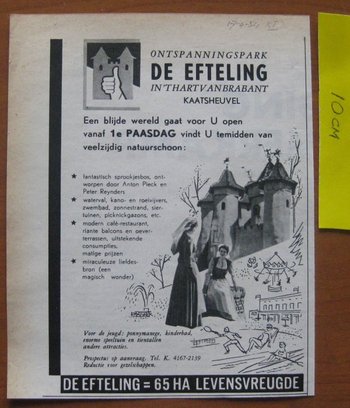 ONTSPANNINGSPARK
DE EFTELING
IN 'T HART VAN BRABANT
KAATSHEUVEL
Een blijde wereld gaat voor U open
vanaf 1e PAASDAG vindt U temidden van
veelzijdig natuurschoon:
★ fantastisch sprookjesbos, ont-
worpen door Anton Pieck en
Peter Reynders
★ waterval, kano- en roeivijvers,
zwembad, zonnestrand, sier-
tuinen, picknickgazons, etc.
★ modern café-restaurant,
riante balcons en oever-
terrassen, uitstekende
consumpties,
matige prijzen
★ miraculeuze liefdes-
bron (een
magisch wonder)
Voor de jeugd: ponnymanege, kinderbad,
enorme speeltuin en tientallen
andere attracties.
Prospectus op aanvraag. Tel. K. 4167-2139
Reductie voor gezelschappen.
DE EFTELING = 65 HA LEVENSVREUGDE
10CM